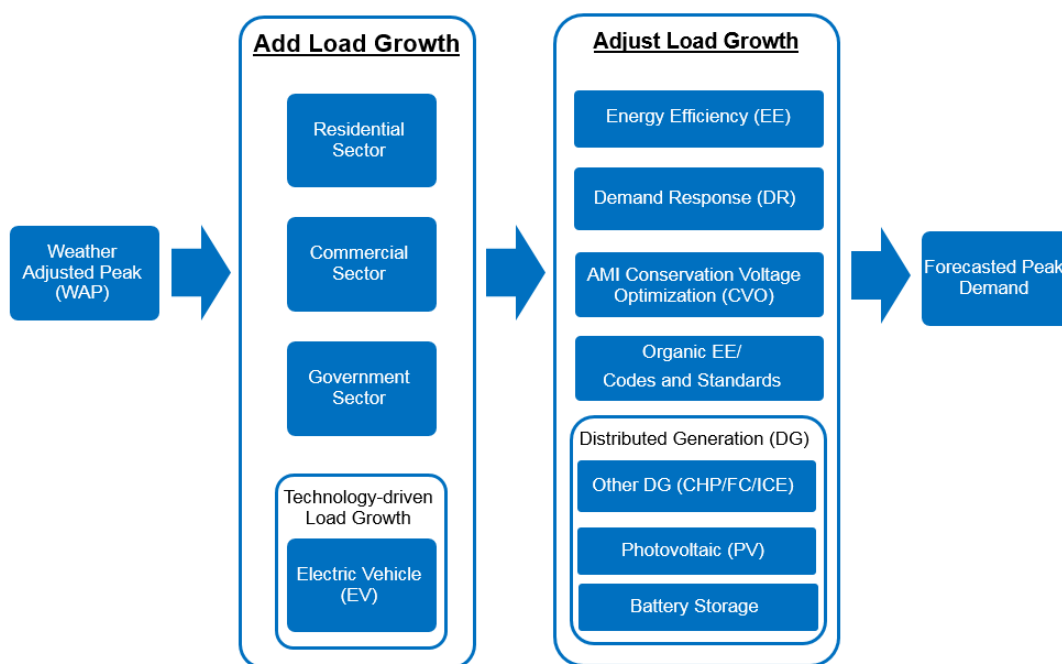 Weather
Adjusted Peak
(WAP)
Add Load Growth
Residential
Sector
Commercial
Sector
Government
Sector
Technology-driven
Load Growth
Electric Vehicle
(EV)
Adjust Load Growth
Energy Efficiency (EE)
Demand Response (DR)
AMI Conservation Voltage
Optimization (CVO)
Organic EE/
Codes and Standards
Distributed Generation (DG)
Other DG (CHP/FC/ICE)
Photovoltaic (PV)
Battery Storage
Forecasted Peak
Demand